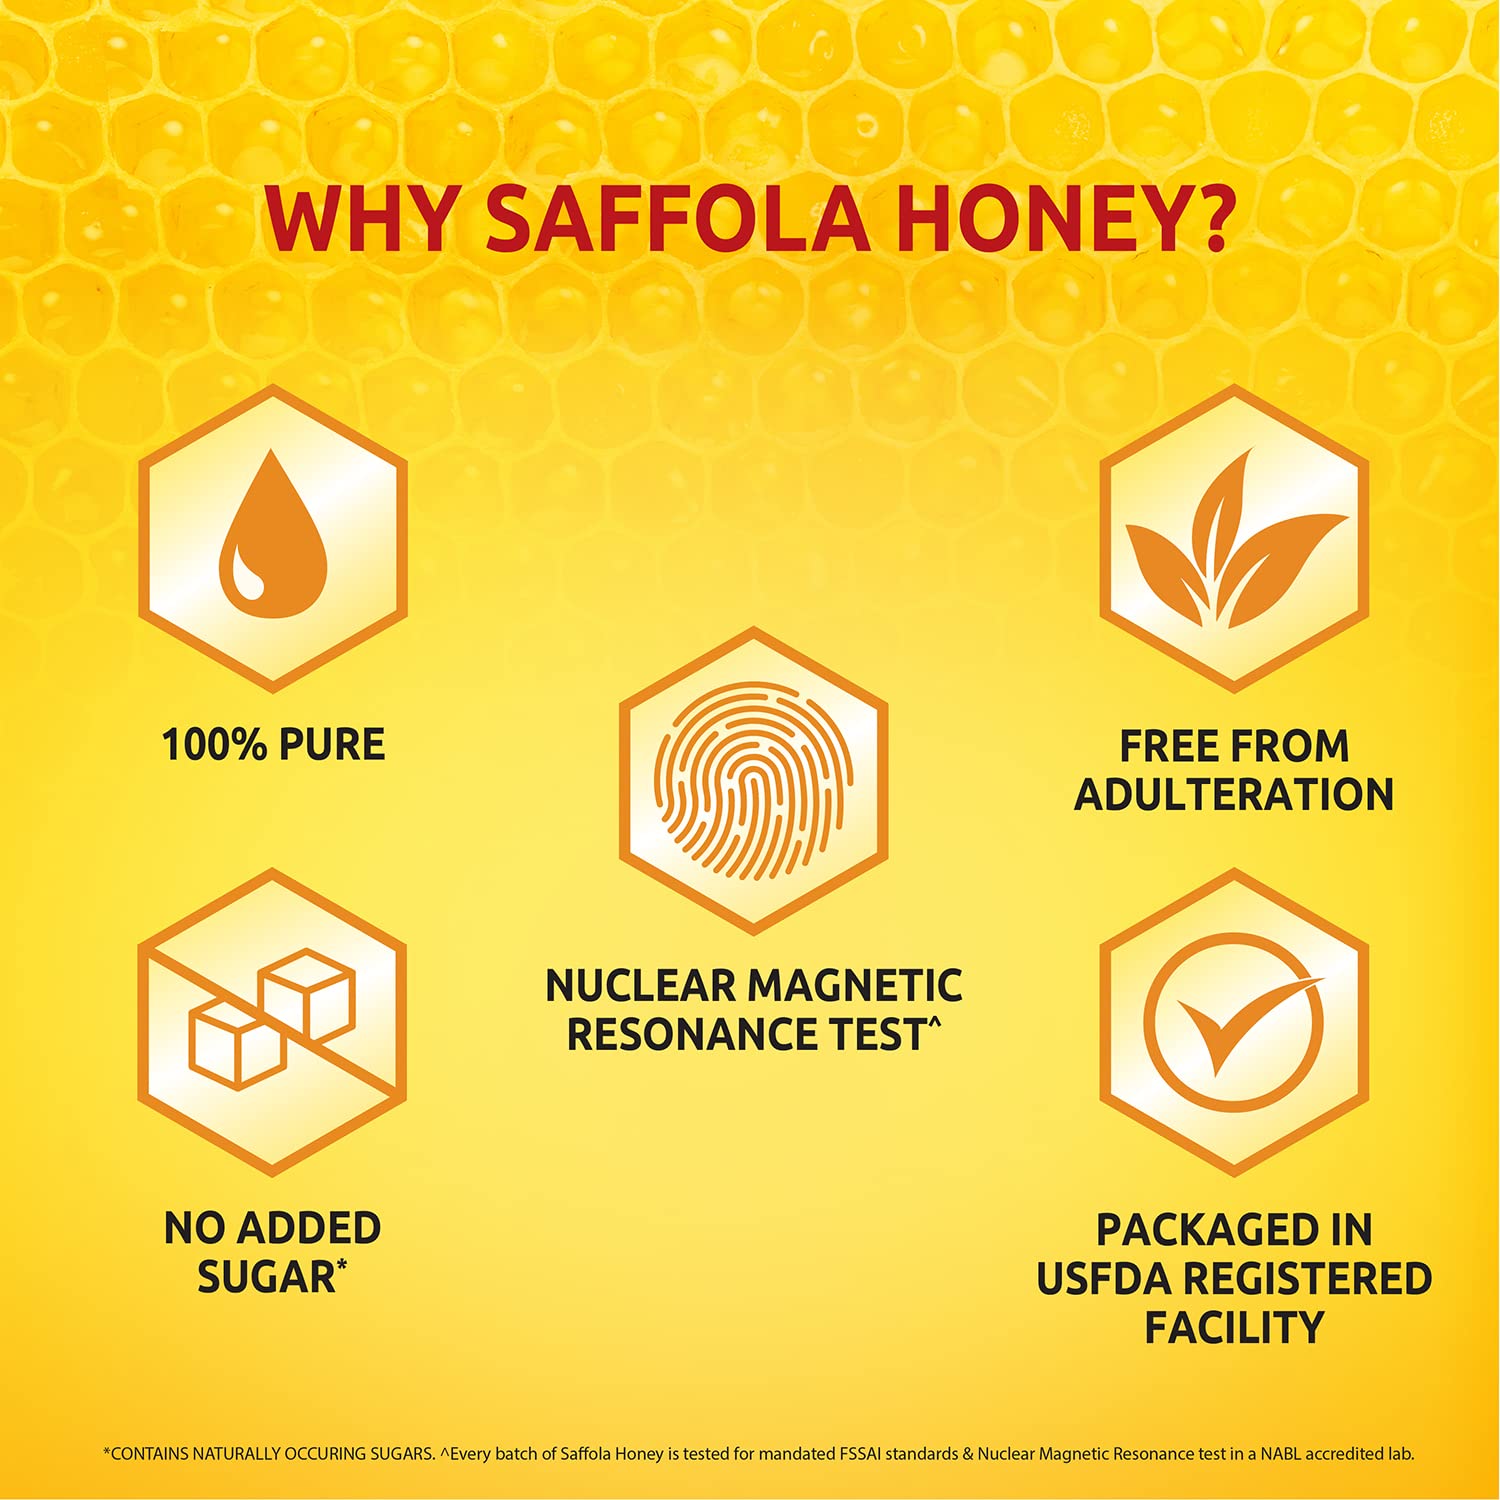 WHY SAFFOLA HONEY?
100% PURE
FREE FROM
ADULTERATION
NUCLEAR MAGNETIC
RESONANCE TEST^
NO ADDED
SUGAR*
PACKAGED IN
USFDA REGISTERED
FACILITY
*CONTAINS NATURALLY OCCURING SUGARS. ^Every batch of Saffola Honey is tested for mandated FSSAI standards & Nuclear Magnetic Resonance test in a NABL accredited lab.